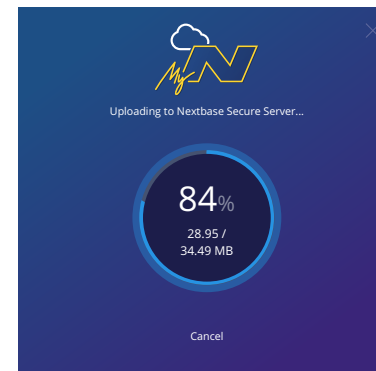 My N
Uploading to Nextbase Secure Server...
84%
28.95 /
34.49 MB
Cancel